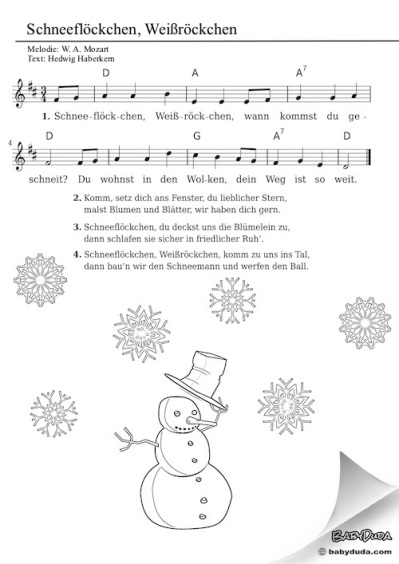 Schneeflöckchen, Weißröckchen
Melodie: W. A. Mozart
Text: Hedwig Haberkern
D A A7
3 4
1. Schnee-flöck-chen, Weiß-röck-chen, wann kommst du ge-
4
D G A7 D
schneit? Du wohnst in den Wol-ken, dein Weg ist so weit.
2. Komm, setz dich ans Fenster, du lieblicher Stern,
malst Blumen und Blätter, wir haben dich gern.
3. Schneeflöckchen, du deckst uns die Blümelein zu,
dann schlafen sie sicher in friedlicher Ruh'.
4. Schneeflöckchen, Weißröckchen, komm zu uns ins Tal,
dann bau'n wir den Schneemann und werfen den Ball.
BABYDUDA
babyduda.com